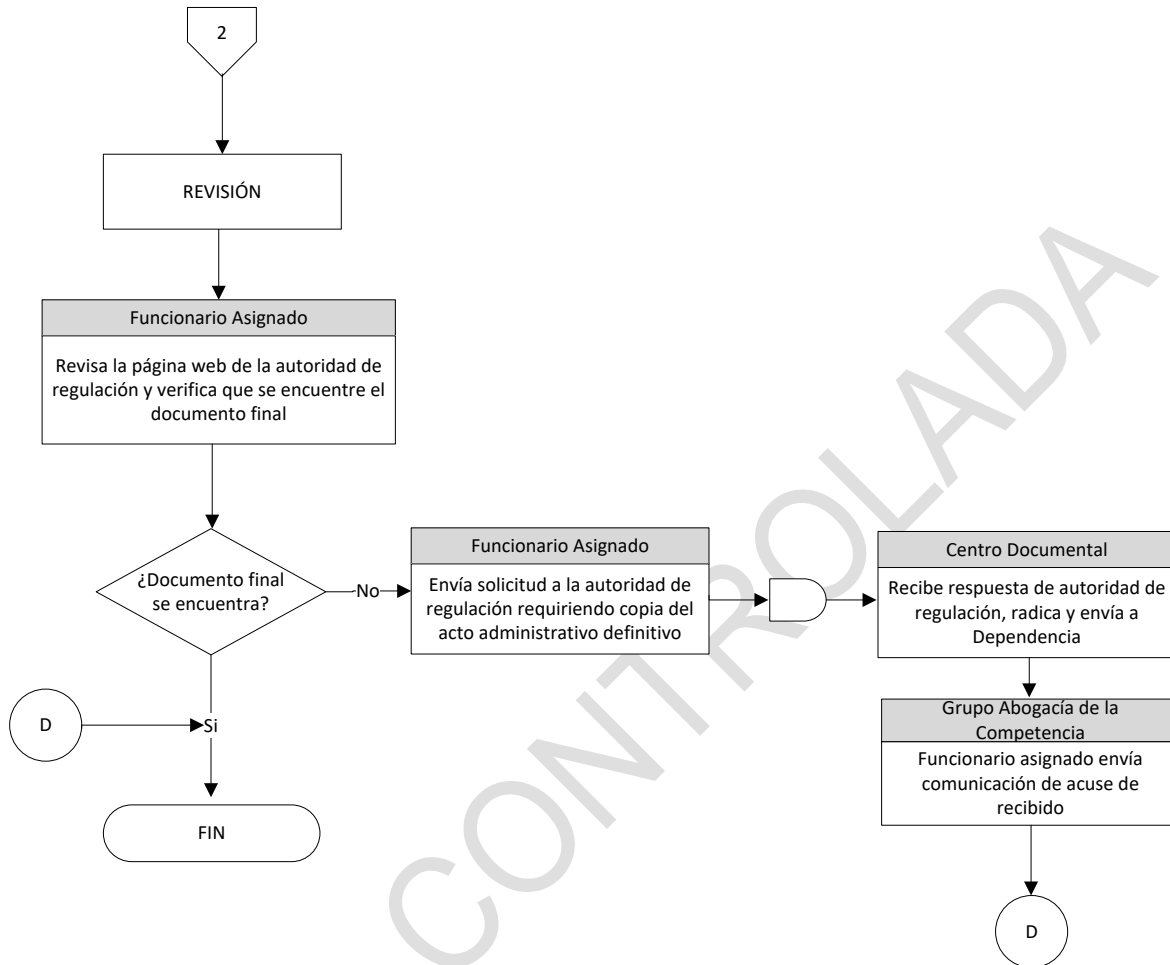 2
REVISIÓN
Funcionario Asignado
Revisa la página web de la autoridad de
regulación y verifica que se encuentre el
documento final
¿Documento final
se encuentra?
No
Funcionario Asignado
Envía solicitud a la autoridad de
regulación requiriendo copia del
acto administrativo definitivo
Centro Documental
Recibe respuesta de autoridad de
regulación, radica y envía a
Dependencia
Grupo Abogacía de la
Competencia
Funcionario asignado envía
comunicación de acuse de
recibido
D
D
Si
FIN
CONTROLADA